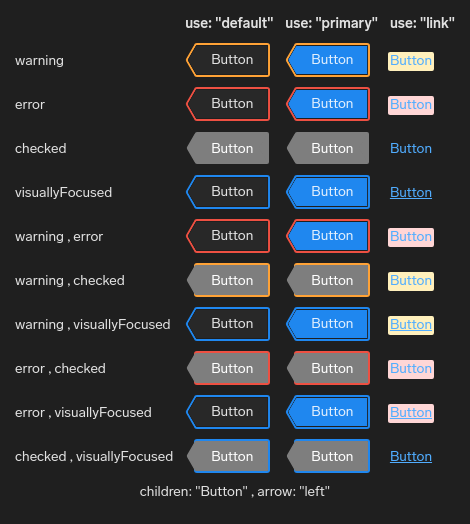 use: "default" use: "primary" use: "link"
warning Button Button Button
error Button Button Button
checked Button Button Button
visuallyFocused Button Button Button
warning , error Button Button Button
warning , checked Button Button Button
warning , visuallyFocused Button Button Button
error , checked Button Button Button
error , visuallyFocused Button Button Button
checked , visuallyFocused Button Button Button
children: "Button" , arrow: "left"